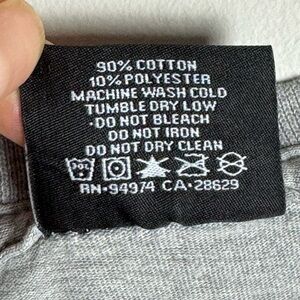 90% COTTON
10% POLYESTER
MACHINE WASH COLD
TUMBLE DRY LOW
·DO NOT BLEACH
DO NOT IRON
DO NOT DRY CLEAN
RN·94974 CA·28629